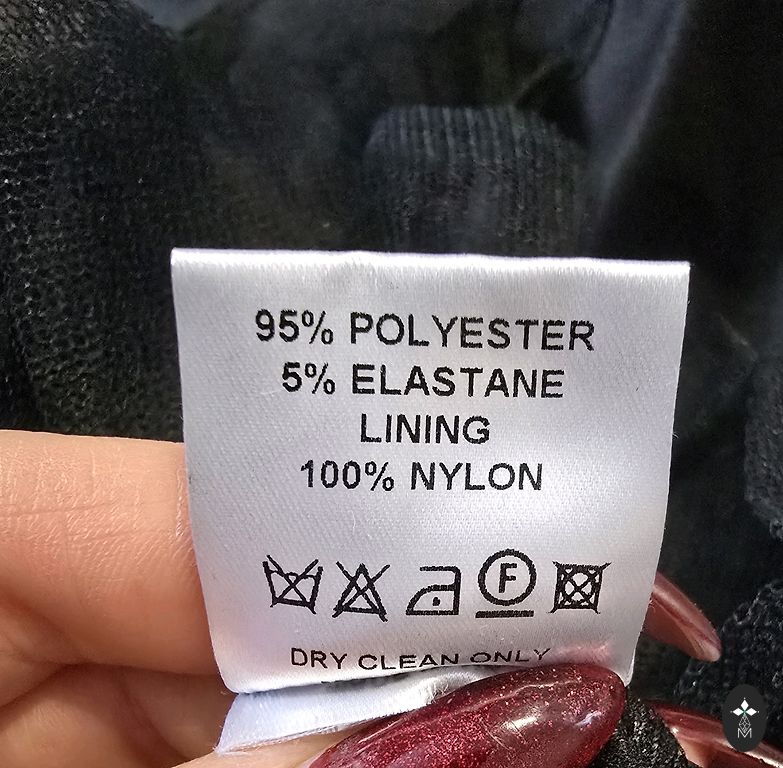 95% POLYESTER
5% ELASTANE
LINING
100% NYLON
F
DRY CLEAN ONLY
M